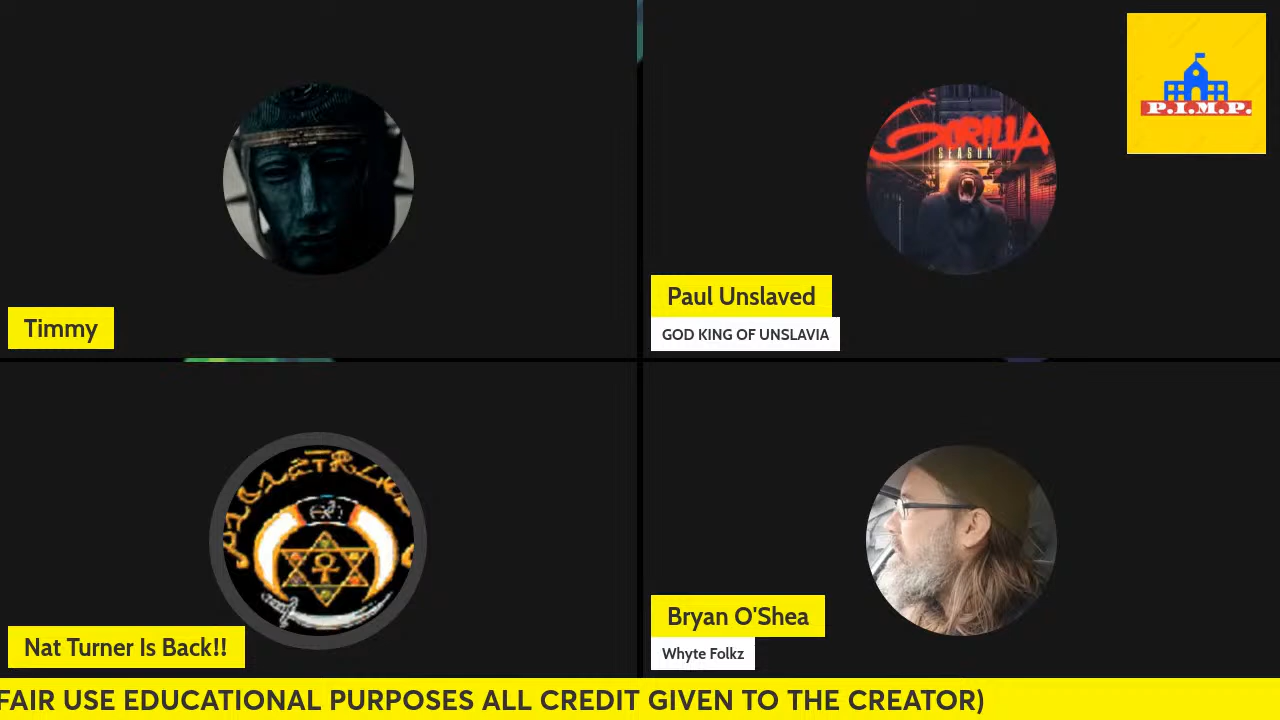 GORILLA
SEASON
P.I.M.P.
Timmy
Paul Unslaved
GOD KING OF UNSLAVIA
Nat Turner Is Back!!
Bryan O'Shea
Whyte Folkz
FAIR USE EDUCATIONAL PURPOSES ALL CREDIT GIVEN TO THE CREATOR)